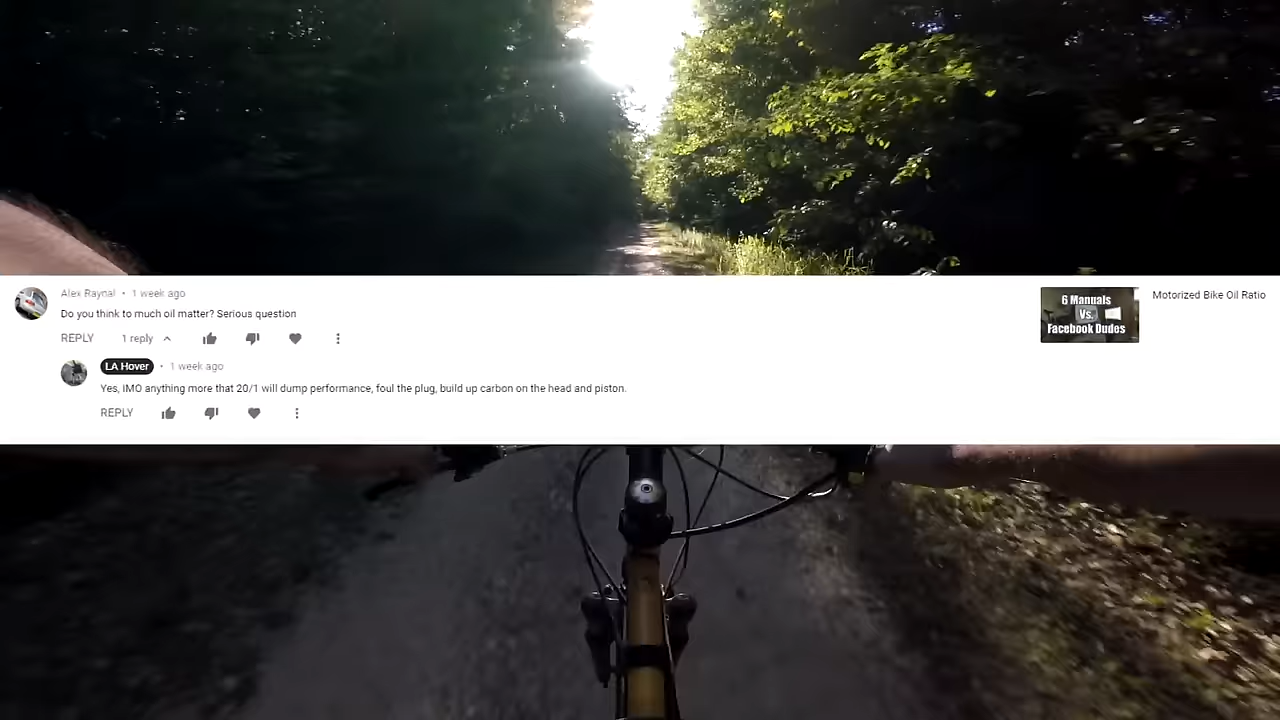 Alex Raynal • 1 week ago
Do you think to much oil matter? Serious question
REPLY 1 reply
LA Hover • 1 week ago
Yes, IMO anything more that 20/1 will dump performance, foul the plug, build up carbon on the head and piston.
REPLY
6 Manuals
Vs.
Facebook Dudes
Motorized Bike Oil Ratio